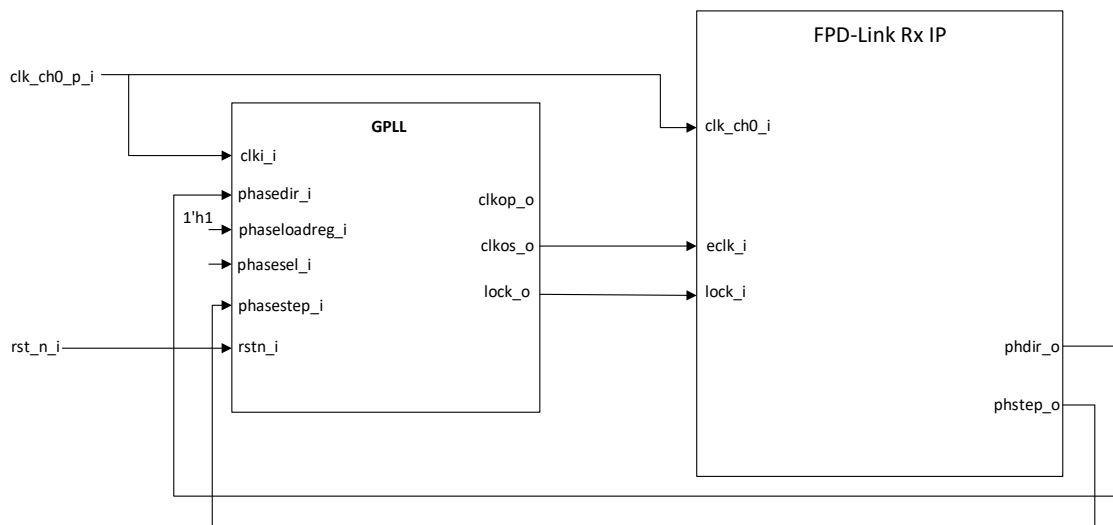 FPD-Link Rx IP
clk_ch0_p_i
GPLL
clk_ch0_i
clki_i
phasedir_i
clkop_o
1'h1
phaseloadreg_i
clkos_o
eclk_i
phasesel_i
lock_o
lock_i
phasestep_i
rst_n_i
rstn_i
phdir_o
phstep_o